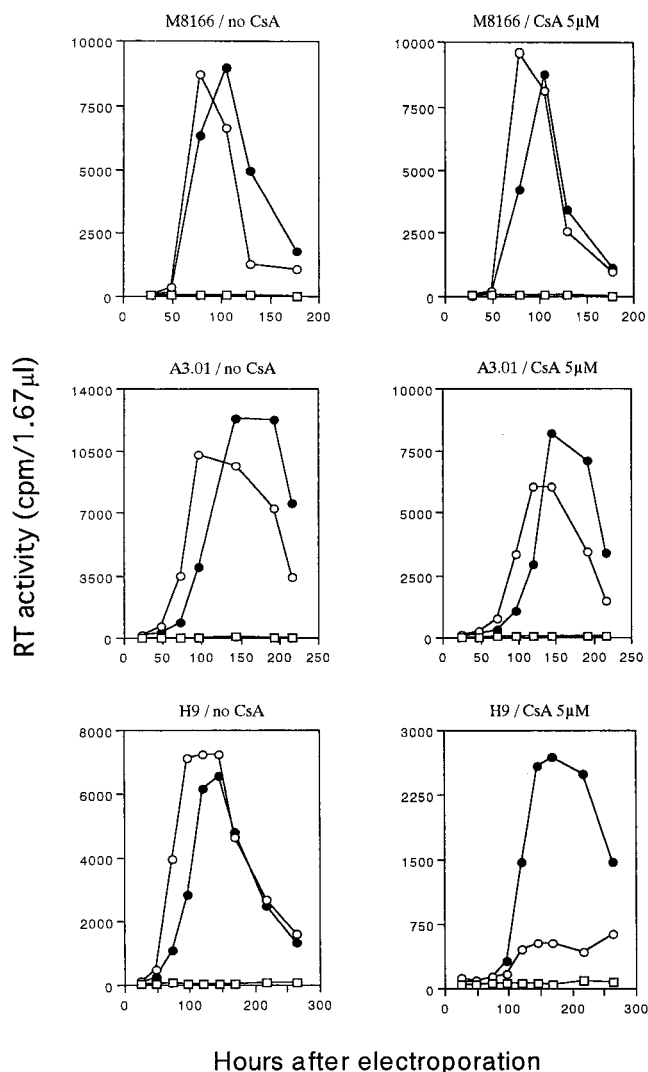 M8166 / no CsA
M8166 / CsA 5µM
10000
7500
5000
2500
0
0 50 100 150 200
10000
7500
5000
2500
0
0 50 100 150 200
RT activity (cpm/1.67µl)
A3.01 / no CsA
A3.01 / CsA 5µM
14000
10500
7000
3500
0
0 50 100 150 200 250
10000
7500
5000
2500
0
0 50 100 150 200 250
H9 / no CsA
H9 / CsA 5µM
8000
6000
4000
2000
0
0 100 200 300
3000
2250
1500
750
0
0 100 200 300
Hours after electroporation